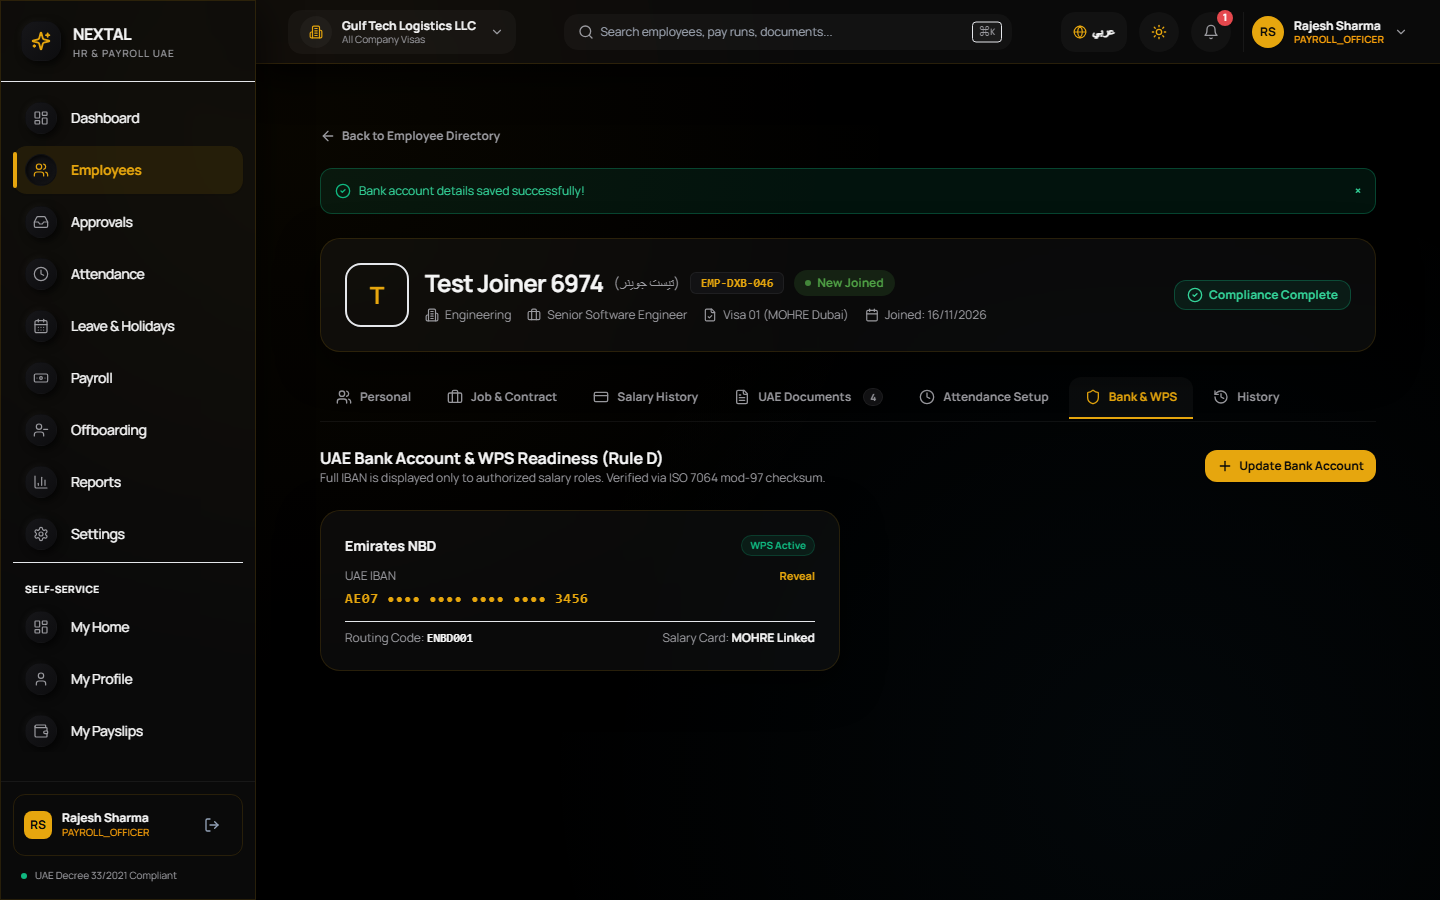 NEXTAL
HR & PAYROLL UAE
Gulf Tech Logistics LLC
All Company Visas
Search employees, pay runs, documents...
⌘K
عربي
1
RS
Rajesh Sharma
PAYROLL_OFFICER
Dashboard
Employees
Approvals
Attendance
Leave & Holidays
Payroll
Offboarding
Reports
Settings
SELF-SERVICE
My Home
My Profile
My Payslips
RS
Rajesh Sharma
PAYROLL_OFFICER
UAE Decree 33/2021 Compliant
Back to Employee Directory
Bank account details saved successfully!
×
T
Test Joiner 6974 (تيست جوينر) EMP-DXB-046 New Joined
Engineering Senior Software Engineer Visa 01 (MOHRE Dubai) Joined: 16/11/2026
Compliance Complete
Personal Job & Contract Salary History UAE Documents 4 Attendance Setup Bank & WPS History
UAE Bank Account & WPS Readiness (Rule D)
Full IBAN is displayed only to authorized salary roles. Verified via ISO 7064 mod-97 checksum.
Update Bank Account
Emirates NBD WPS Active
UAE IBAN Reveal
AE07 •••• •••• •••• •••• 3456
Routing Code: ENBD001 Salary Card: MOHRE Linked